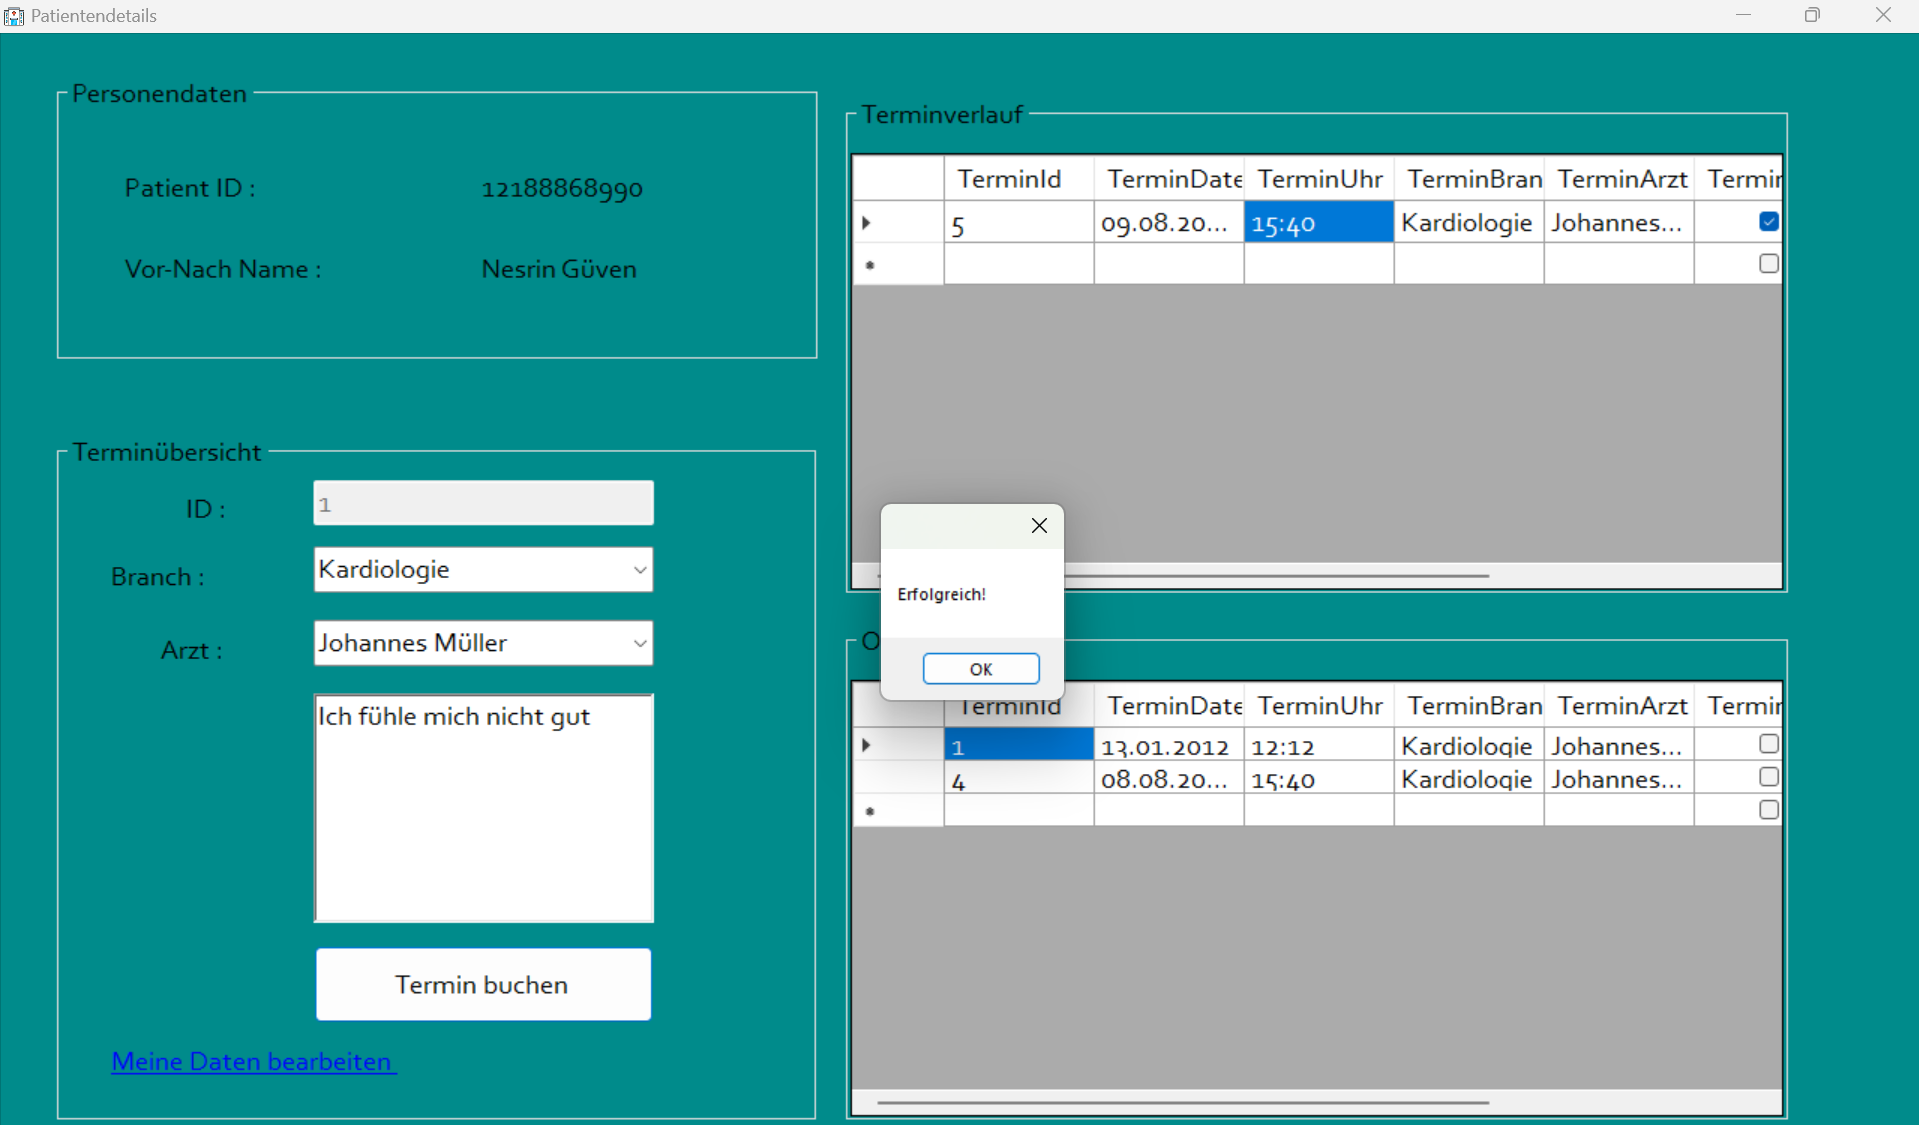 Patientendetails
Personendaten
Patient ID : 12188868990
Vor-Nach Name : Nesrin Güven
Terminübersicht
ID : 1
Branch : Kardiologie
Arzt : Johannes Müller
Ich fühle mich nicht gut
Termin buchen
Meine Daten bearbeiten
Terminverlauf
TerminId TerminDate TerminUhr TerminBran TerminArzt Termin
5 09.08.20... 15:40 Kardiologie Johannes...
Erfolgreich!
OK
O
TerminId TerminDate TerminUhr TerminBran TerminArzt Termin
1 13.01.2012 12:12 Kardiologie Johannes...
4 08.08.20... 15:40 Kardiologie Johannes...